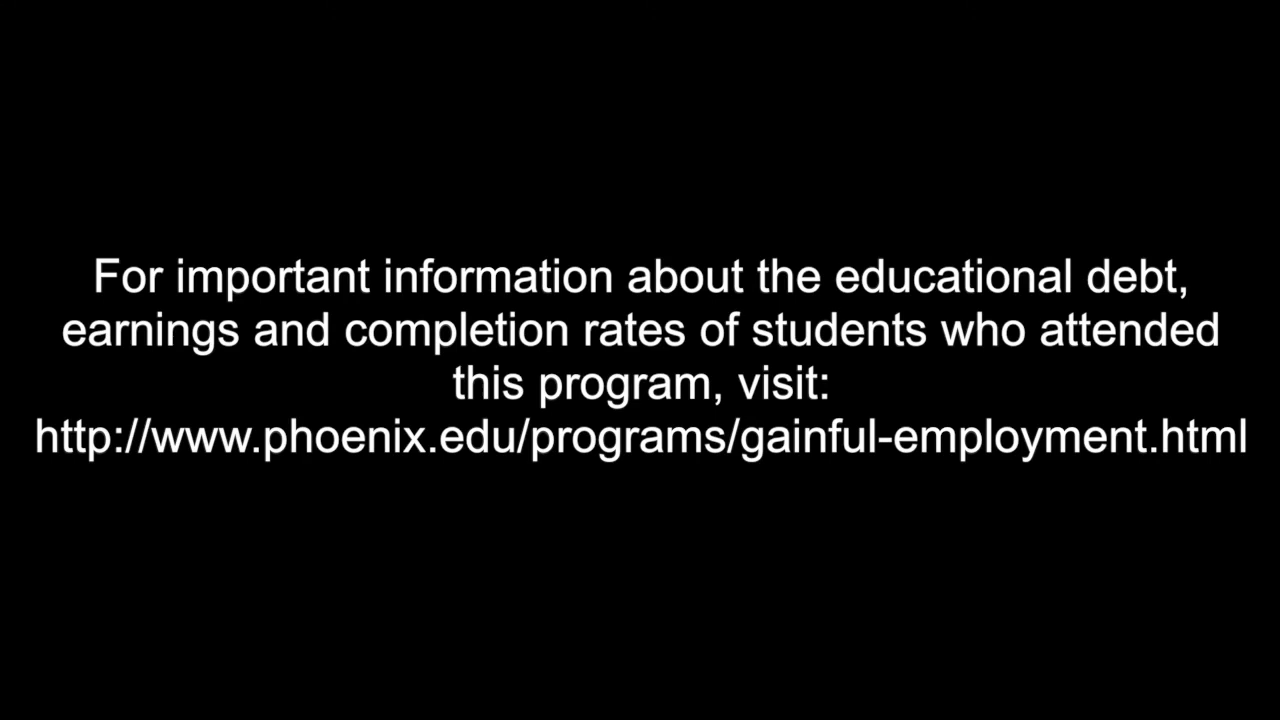 For important information about the educational debt,
earnings and completion rates of students who attended
this program, visit:
http://www.phoenix.edu/programs/gainful-employment.html